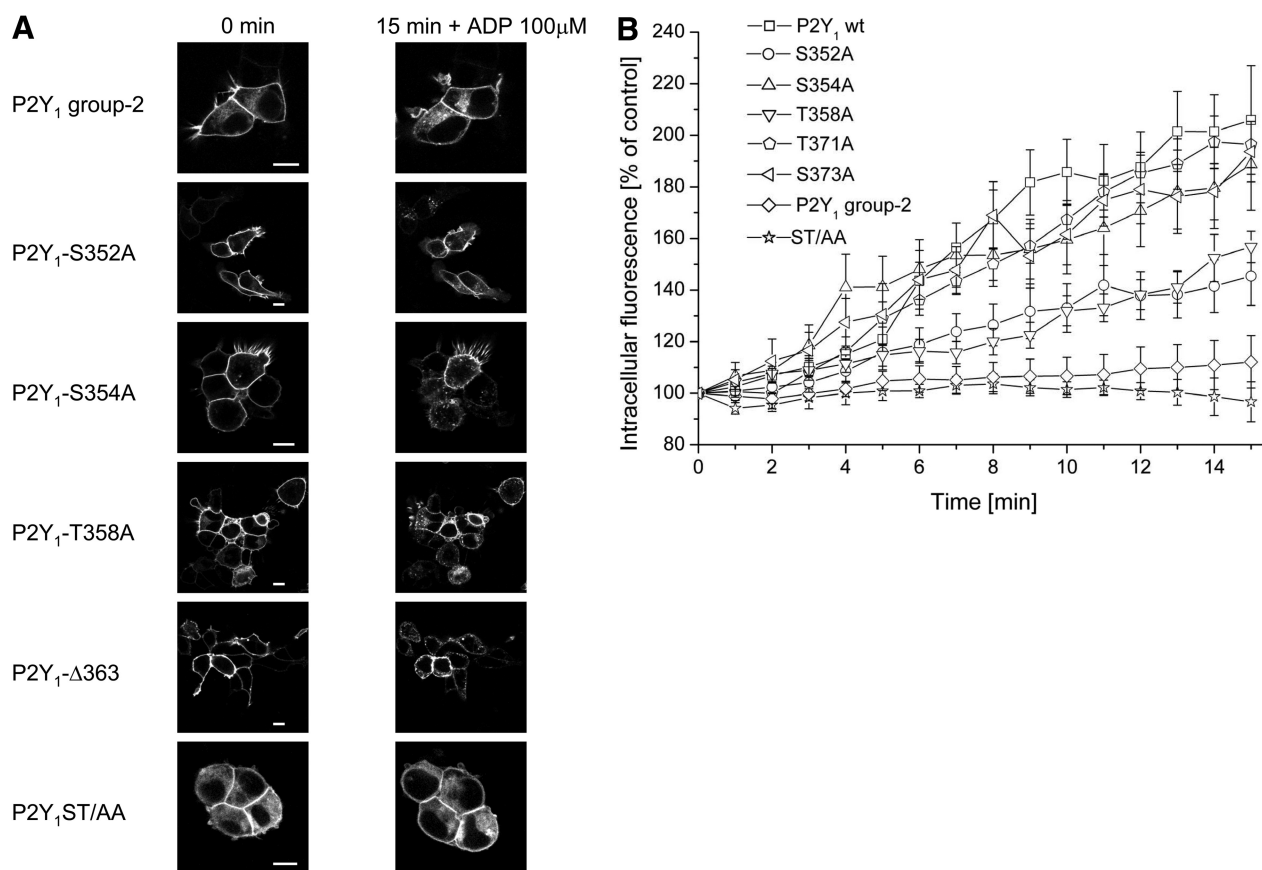 A
0 min
15 min + ADP 100μM
P2Y1 group-2
P2Y1-S352A
P2Y1-S354A
P2Y1-T358A
P2Y1-Δ363
P2Y1ST/AA
B
Intracellular fluorescence [% of control]
240
220
200
180
160
140
120
100
80
P2Y1 wt
S352A
S354A
T358A
T371A
S373A
P2Y1 group-2
ST/AA
0 2 4 6 8 10 12 14
Time [min]